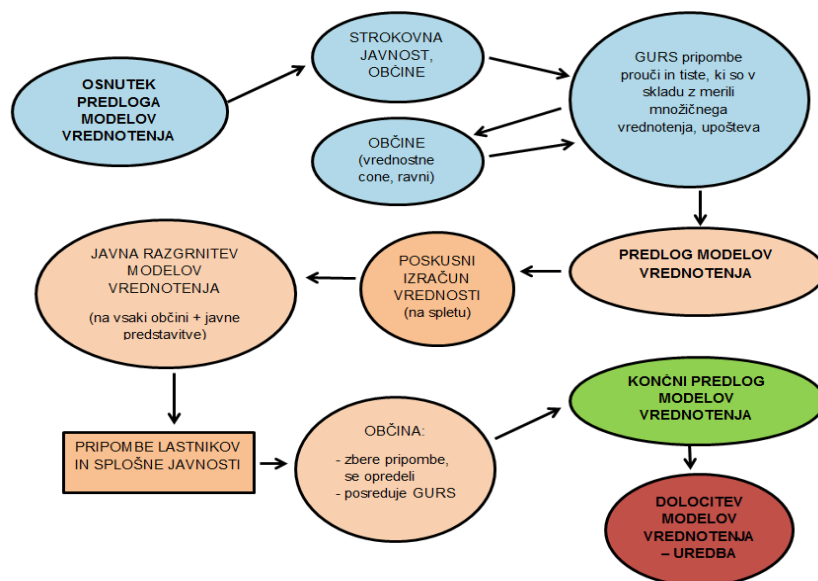 OSNUTEK
PREDLOGA
MODELOV
VREDNOTENJA
STROKOVNA
JAVNOST,
OBČINE
GURS pripombe
prouči in tiste, ki so v
skladu z merili
množičnega
vrednotenja, upošteva
OBČINE
(vrednostne
cone, ravni)
PREDLOG MODELOV
VREDNOTENJA
POSKUSNI
IZRAČUN
VREDNOSTI
(na spletu)
JAVNA RAZGRNITEV
MODELOV
VREDNOTENJA
(na vsaki občini + javne
predstavitve)
PRIPOMBE LASTNIKOV
IN SPLOŠNE JAVNOSTI
OBČINA:
- zbere pripombe,
se opredeli
- posreduje GURS
KONČNI PREDLOG
MODELOV
VREDNOTENJA
DOLOCITEV
MODELOV
VREDNOTENJA
– UREDBA